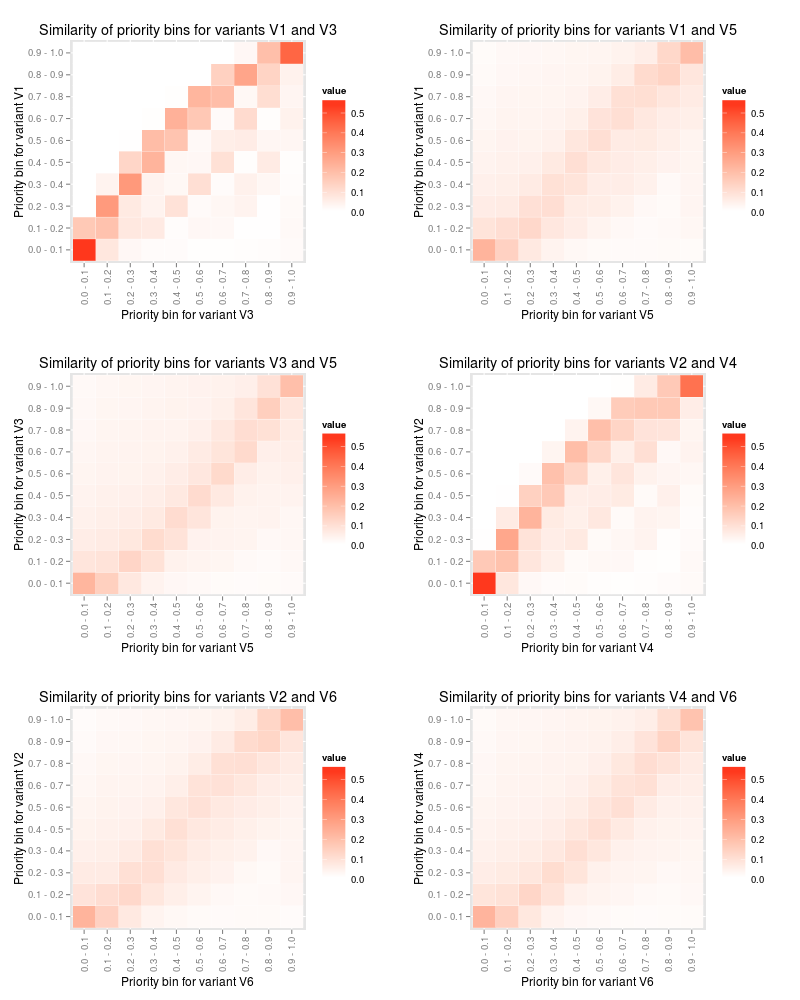 Similarity of priority bins for variants V1 and V3
Priority bin for variant V1
0.9 - 1.0
0.8 - 0.9
0.7 - 0.8
0.6 - 0.7
0.5 - 0.6
0.4 - 0.5
0.3 - 0.4
0.2 - 0.3
0.1 - 0.2
0.0 - 0.1
0.0 - 0.1
0.1 - 0.2
0.2 - 0.3
0.3 - 0.4
0.4 - 0.5
0.5 - 0.6
0.6 - 0.7
0.7 - 0.8
0.8 - 0.9
0.9 - 1.0
Priority bin for variant V3
value
0.5
0.4
0.3
0.2
0.1
0.0
Similarity of priority bins for variants V1 and V5
Priority bin for variant V1
0.9 - 1.0
0.8 - 0.9
0.7 - 0.8
0.6 - 0.7
0.5 - 0.6
0.4 - 0.5
0.3 - 0.4
0.2 - 0.3
0.1 - 0.2
0.0 - 0.1
0.0 - 0.1
0.1 - 0.2
0.2 - 0.3
0.3 - 0.4
0.4 - 0.5
0.5 - 0.6
0.6 - 0.7
0.7 - 0.8
0.8 - 0.9
0.9 - 1.0
Priority bin for variant V5
value
0.5
0.4
0.3
0.2
0.1
0.0
Similarity of priority bins for variants V3 and V5
Priority bin for variant V3
0.9 - 1.0
0.8 - 0.9
0.7 - 0.8
0.6 - 0.7
0.5 - 0.6
0.4 - 0.5
0.3 - 0.4
0.2 - 0.3
0.1 - 0.2
0.0 - 0.1
0.0 - 0.1
0.1 - 0.2
0.2 - 0.3
0.3 - 0.4
0.4 - 0.5
0.5 - 0.6
0.6 - 0.7
0.7 - 0.8
0.8 - 0.9
0.9 - 1.0
Priority bin for variant V5
value
0.5
0.4
0.3
0.2
0.1
0.0
Similarity of priority bins for variants V2 and V4
Priority bin for variant V2
0.9 - 1.0
0.8 - 0.9
0.7 - 0.8
0.6 - 0.7
0.5 - 0.6
0.4 - 0.5
0.3 - 0.4
0.2 - 0.3
0.1 - 0.2
0.0 - 0.1
0.0 - 0.1
0.1 - 0.2
0.2 - 0.3
0.3 - 0.4
0.4 - 0.5
0.5 - 0.6
0.6 - 0.7
0.7 - 0.8
0.8 - 0.9
0.9 - 1.0
Priority bin for variant V4
value
0.5
0.4
0.3
0.2
0.1
0.0
Similarity of priority bins for variants V2 and V6
Priority bin for variant V2
0.9 - 1.0
0.8 - 0.9
0.7 - 0.8
0.6 - 0.7
0.5 - 0.6
0.4 - 0.5
0.3 - 0.4
0.2 - 0.3
0.1 - 0.2
0.0 - 0.1
0.0 - 0.1
0.1 - 0.2
0.2 - 0.3
0.3 - 0.4
0.4 - 0.5
0.5 - 0.6
0.6 - 0.7
0.7 - 0.8
0.8 - 0.9
0.9 - 1.0
Priority bin for variant V6
value
0.5
0.4
0.3
0.2
0.1
0.0
Similarity of priority bins for variants V4 and V6
Priority bin for variant V4
0.9 - 1.0
0.8 - 0.9
0.7 - 0.8
0.6 - 0.7
0.5 - 0.6
0.4 - 0.5
0.3 - 0.4
0.2 - 0.3
0.1 - 0.2
0.0 - 0.1
0.0 - 0.1
0.1 - 0.2
0.2 - 0.3
0.3 - 0.4
0.4 - 0.5
0.5 - 0.6
0.6 - 0.7
0.7 - 0.8
0.8 - 0.9
0.9 - 1.0
Priority bin for variant V6
value
0.5
0.4
0.3
0.2
0.1
0.0